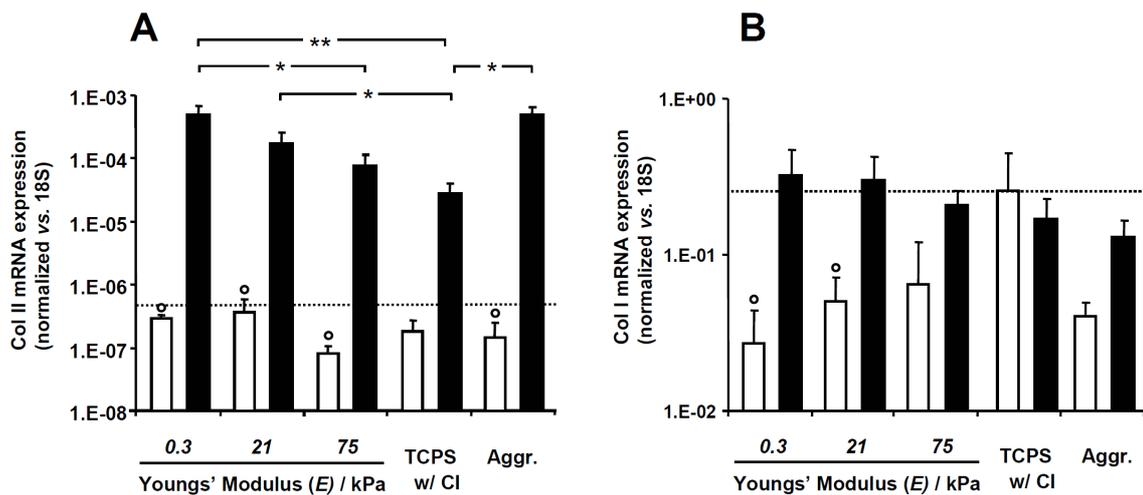 A
B
**
*
*
*
Col II mRNA expression
(normalized vs. 18S)
1.E-03
1.E-04
1.E-05
1.E-06
1.E-07
1.E-08
0.3 21 75 TCPS w/ CI Aggr.
Youngs' Modulus (E) / kPa
Col I mRNA expression
(normalized vs. 18S)
1.E+00
1.E-01
1.E-02
0.3 21 75 TCPS w/ CI Aggr.
Youngs' Modulus (E) / kPa